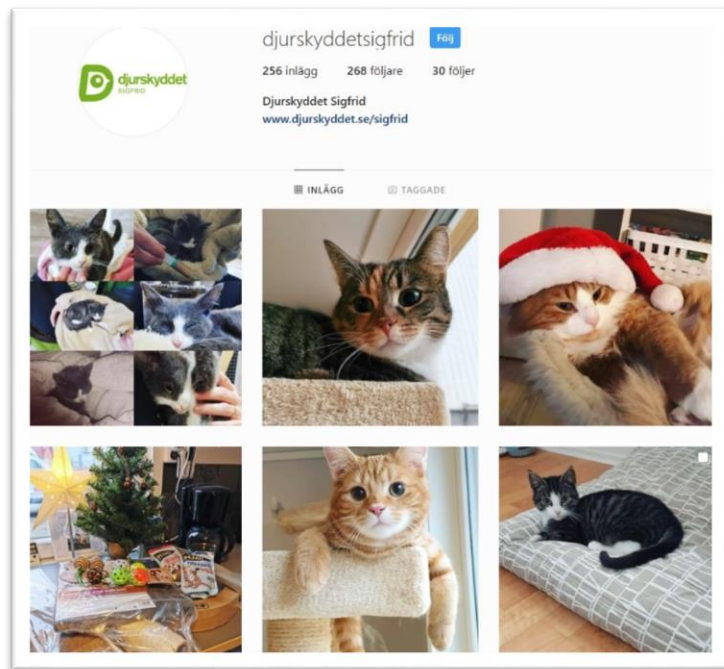 djurskyddetsigfrid Följ
256 inlägg 268 följare 30 följer
djurskyddet
SIGFRID
Djurskyddet Sigfrid
www.djurskyddet.se/sigfrid
INLÄGG TAGGADE